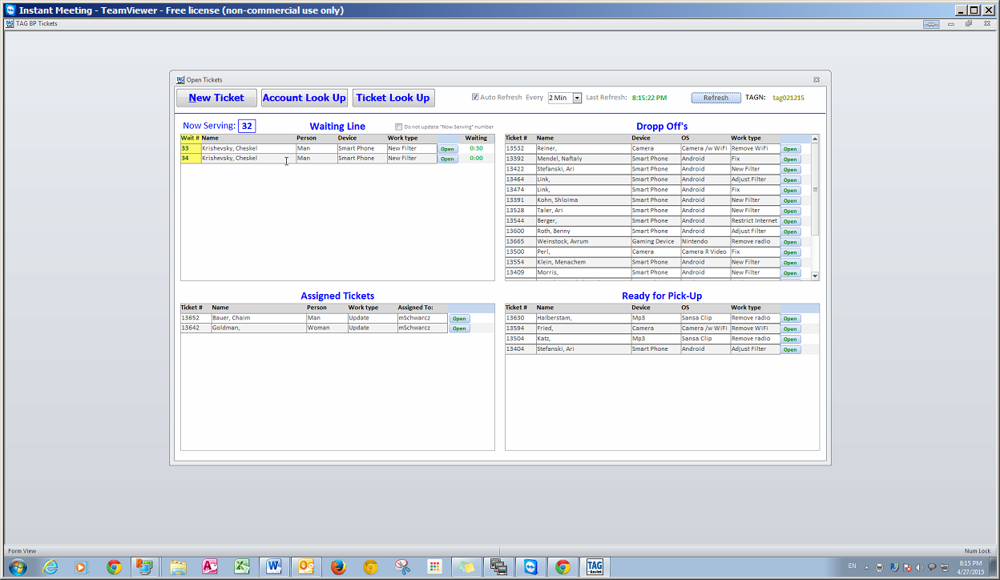 Instant Meeting - TeamViewer - Free license (non-commercial use only)
TAG BP Tickets
Open Tickets
New Ticket Account Look Up Ticket Look Up Auto Refresh Every 2 Min Last Refresh: 8:15:22 PM Refresh TAGN: tag021215
Now Serving: 32 Waiting Line Do not update "Now Serving" number
Wait # Name Person Device Work type Waiting
33 Krishevsky, Cheskel Man Smart Phone New Filter Open 0:30
34 Krishevsky, Cheskel Man Smart Phone New Filter Open 0:00
Dropp Off's
Ticket # Name Device OS Work type
13532 Reiner, Camera Camera /w WiFi Remove WiFi Open
13392 Mendel, Naftaly Smart Phone Android Fix Open
13422 Stefanski, Ari Smart Phone Android New Filter Open
13464 Link, Smart Phone Android Adjust Filter Open
13474 Link, Smart Phone Android Fix Open
13391 Kohn, Shloima Smart Phone Android New Filter Open
13528 Taler, Ari Smart Phone Android New Filter Open
13544 Berger, Smart Phone Android Restrict Internet Open
13600 Roth, Benny Smart Phone Android Adjust Filter Open
13665 Weinstock, Avrum Gaming Device Nintendo Remove radio Open
13500 Perl, Camera Camera R Video Fix Open
13554 Klein, Menachem Smart Phone Android New Filter Open
13409 Morris, Smart Phone Android New Filter Open
Assigned Tickets
Ticket # Name Person Work type Assigned To:
13652 Bauer, Chaim Man Update mSchwarcz Open
13642 Goldman, Woman Update mSchwarcz Open
Ready for Pick-Up
Ticket # Name Device OS Work type
13630 Halberstam, Mp3 Sansa Clip Remove radio Open
13594 Fried, Camera Camera /w WiFi Remove WiFi Open
13504 Katz, Mp3 Sansa Clip Remove radio Open
13404 Stefanski, Ari Smart Phone Android Adjust Filter Open
Form View Num Lock
TAG
EN 8:15 PM
4/27/2015